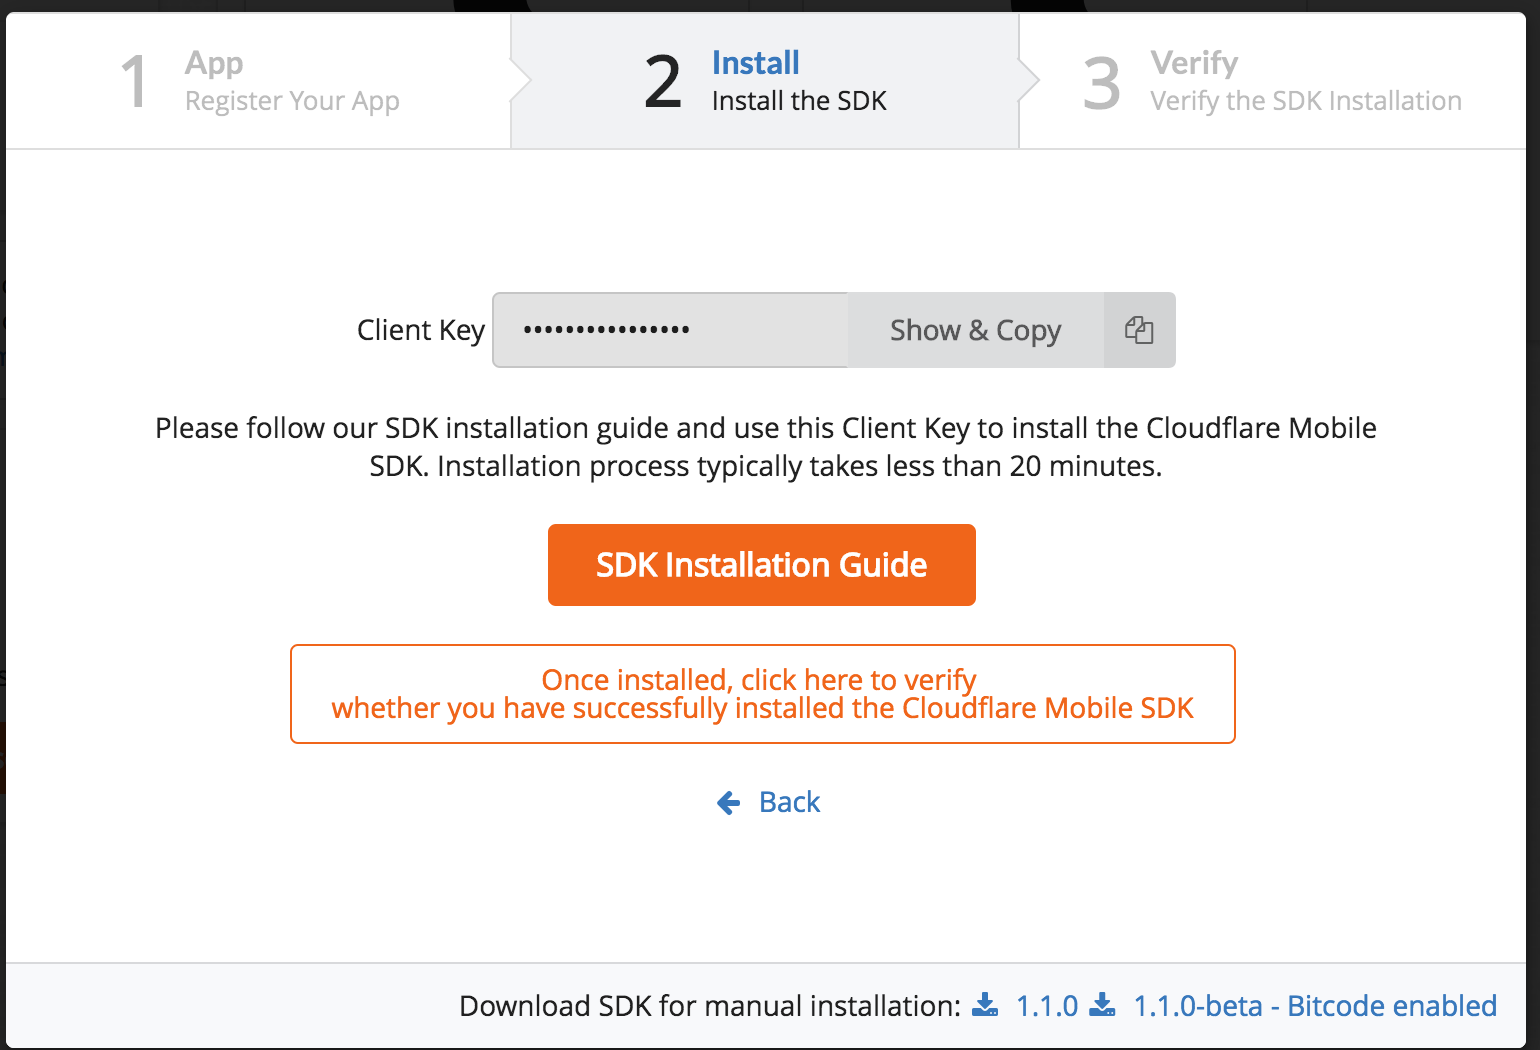 1
App
Register Your App
2
Install
Install the SDK
3
Verify
Verify the SDK Installation
Client Key
••••••••••••••••
Show & Copy
Please follow our SDK installation guide and use this Client Key to install the Cloudflare Mobile
SDK. Installation process typically takes less than 20 minutes.
SDK Installation Guide
Once installed, click here to verify
whether you have successfully installed the Cloudflare Mobile SDK
Back
Download SDK for manual installation: 1.1.0 1.1.0-beta - Bitcode enabled